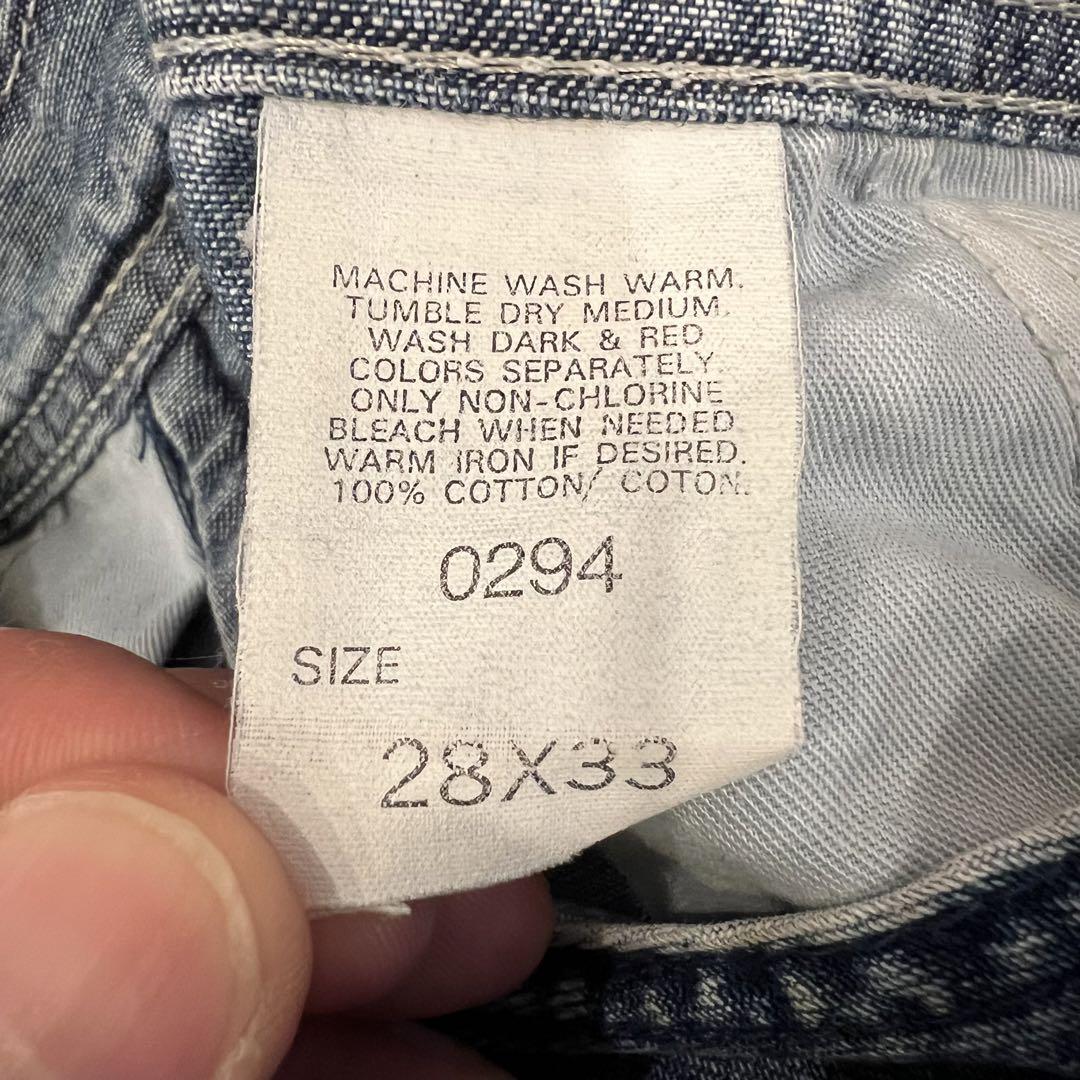 MACHINE WASH WARM.
TUMBLE DRY MEDIUM.
WASH DARK & RED
COLORS SEPARATELY.
ONLY NON-CHLORINE
BLEACH WHEN NEEDED.
WARM IRON IF DESIRED.
100% COTTON/ COTON.
0294
SIZE
28X33